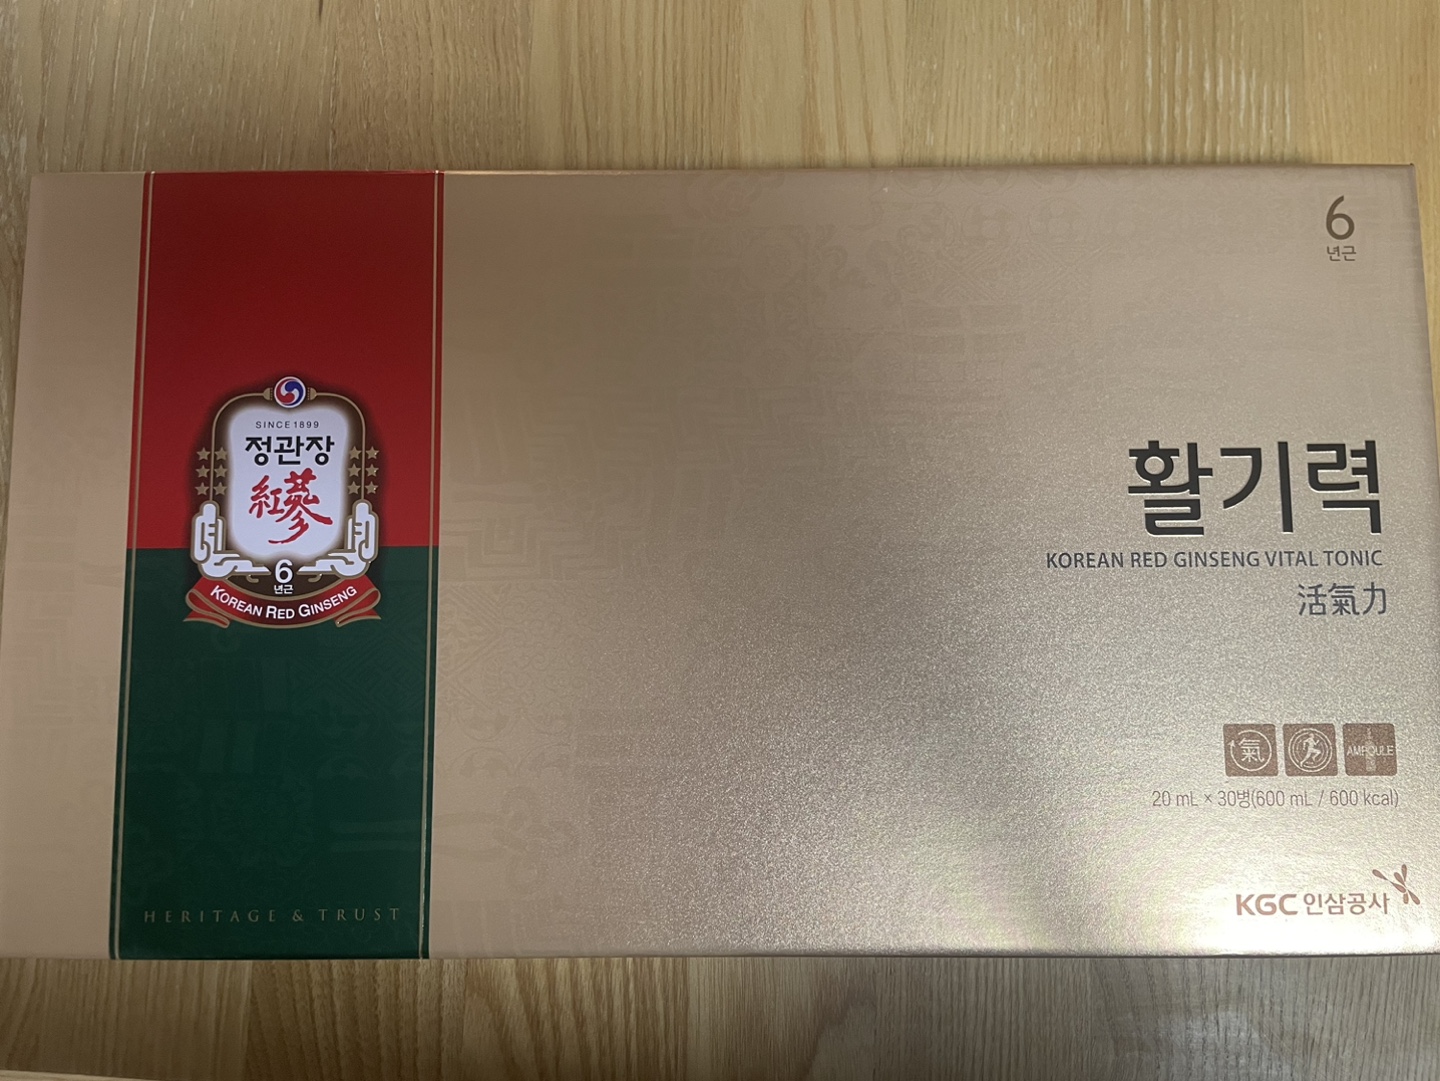 SINCE 1899
정관장
紅蔘
6
년근
KOREAN RED GINSENG
HERITAGE & TRUST
6
년근
활기력
KOREAN RED GINSENG VITAL TONIC
活氣力
氣
AMPOULE
20 mL × 30병(600 mL / 600 kcal)
KGC 인삼공사